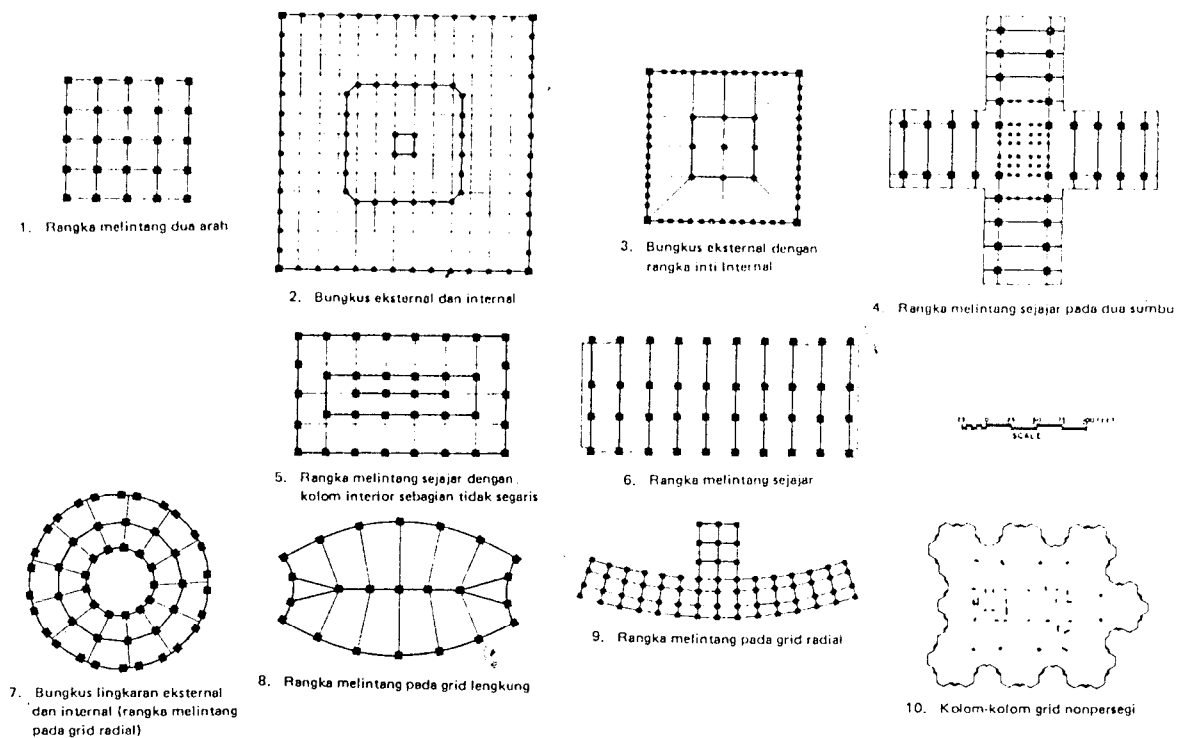 1. Rangka melintang dua arah
2. Bungkus eksternal dan internal
3. Bungkus eksternal dengan
rangka inti Internal
4. Rangka melintang sejajar pada dua sumbu
5. Rangka melintang sejajar dengan
kolom interior sebagian tidak segaris
6. Rangka melintang sejajar
SCALE
7. Bungkus lingkaran eksternal
dan internal (rangka melintang
pada grid radial)
8. Rangka melintang pada grid lengkung
9. Rangka melintang pada grid radial
10. Kolom-kolom grid nonpersegi